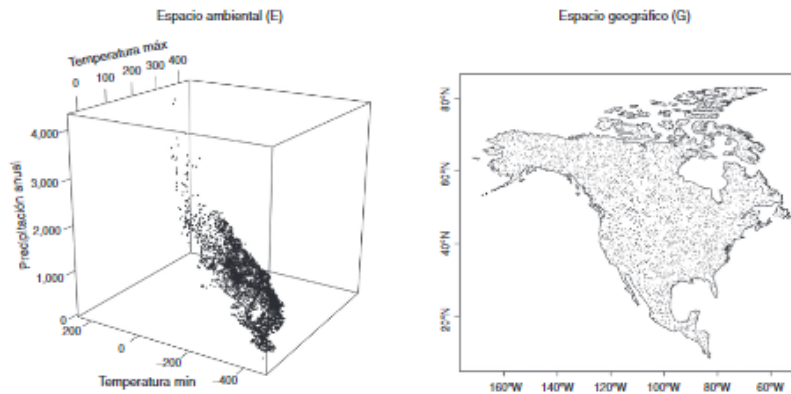 Espacio ambiental (E)
Temperatura máx
0 100 200 300 400
4,000
3,000
2,000
1,000
0
Precipitación anual
200 0 -200 -400
Temperatura min
Espacio geográfico (G)
80°N
60°N
40°N
20°N
160°W 140°W 120°W 100°W 80°W 60°W